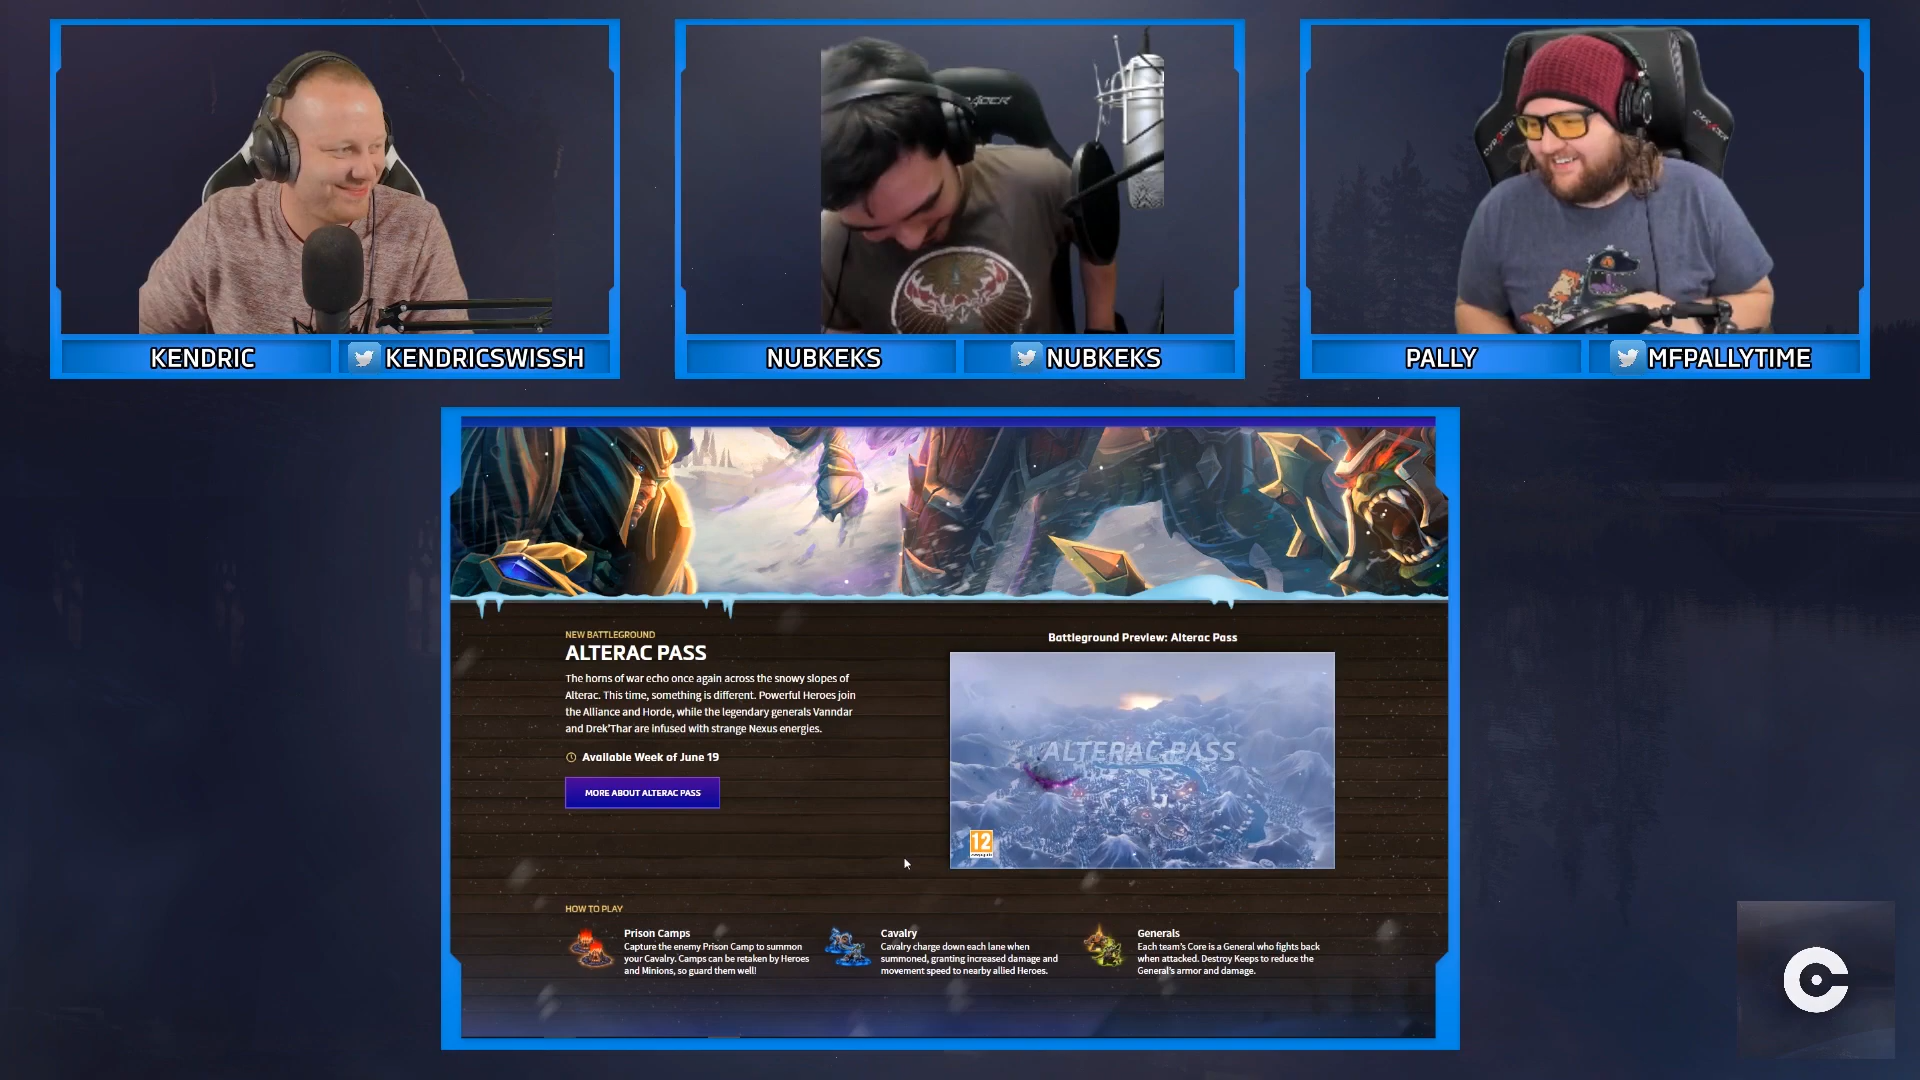 KENDRIC
KENDRICSWISSH
NUBKEKS
NUBKEKS
PALLY
MFPALLYTIME
NEW BATTLEGROUND
ALTERAC PASS
The horns of war echo once again across the snowy slopes of
Alterac. This time, something is different. Powerful Heroes join
the Alliance and Horde, while the legendary generals Vanndar
and Drek'Thar are infused with strange Nexus energies.
Available Week of June 19
MORE ABOUT ALTERAC PASS
Battleground Preview: Alterac Pass
ALTERAC PASS
12
HOW TO PLAY
Prison Camps
Capture the enemy Prison Camp to summon
your Cavalry. Camps can be retaken by Heroes
and Minions, so guard them well!
Cavalry
Cavalry charge down each lane when
summoned, granting increased damage and
movement speed to nearby allied Heroes.
Generals
Each team's Core is a General who fights back
when attacked. Destroy Keeps to reduce the
General's armor and damage.